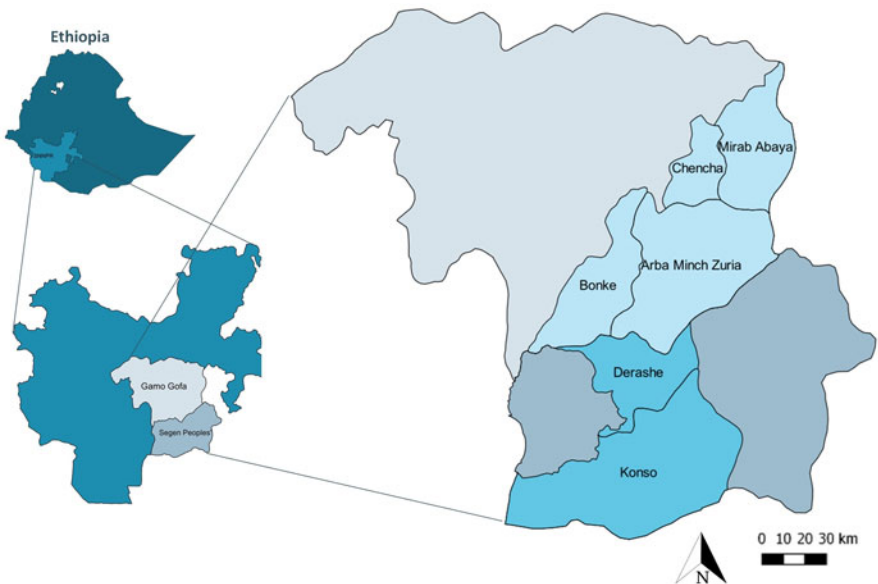 Ethiopia
Mirab Abaya
Chencha
Arba Minch Zuria
Bonke
Derashe
Konso
Gamo Gofa
Segen Peoples'
0 10 20 30 km
N